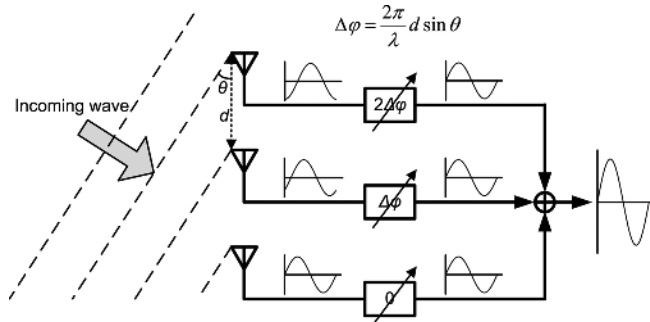 Δφ = 2π/λ d sin θ
θ
2Δφ
Incoming wave
d
Δφ
0